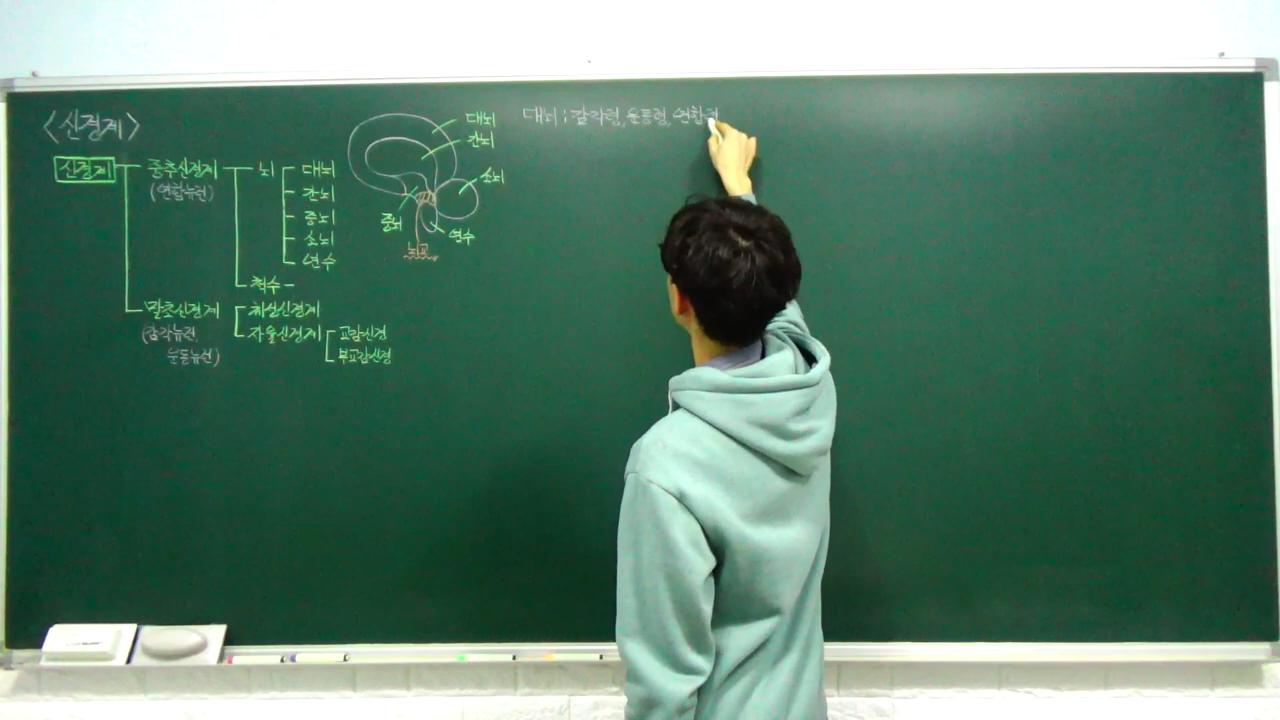 <신경계>
신경계 중추신경계 뇌 대뇌
(연합뉴런) 간뇌
중뇌
소뇌
연수
척수
말초신경계 체성신경계
(감각뉴런, 자율신경계 교감신경
운동뉴런) 부교감신경
대뇌
간뇌
소뇌
중뇌
연수
뇌교
대뇌 : 감각령, 운동령, 연합령